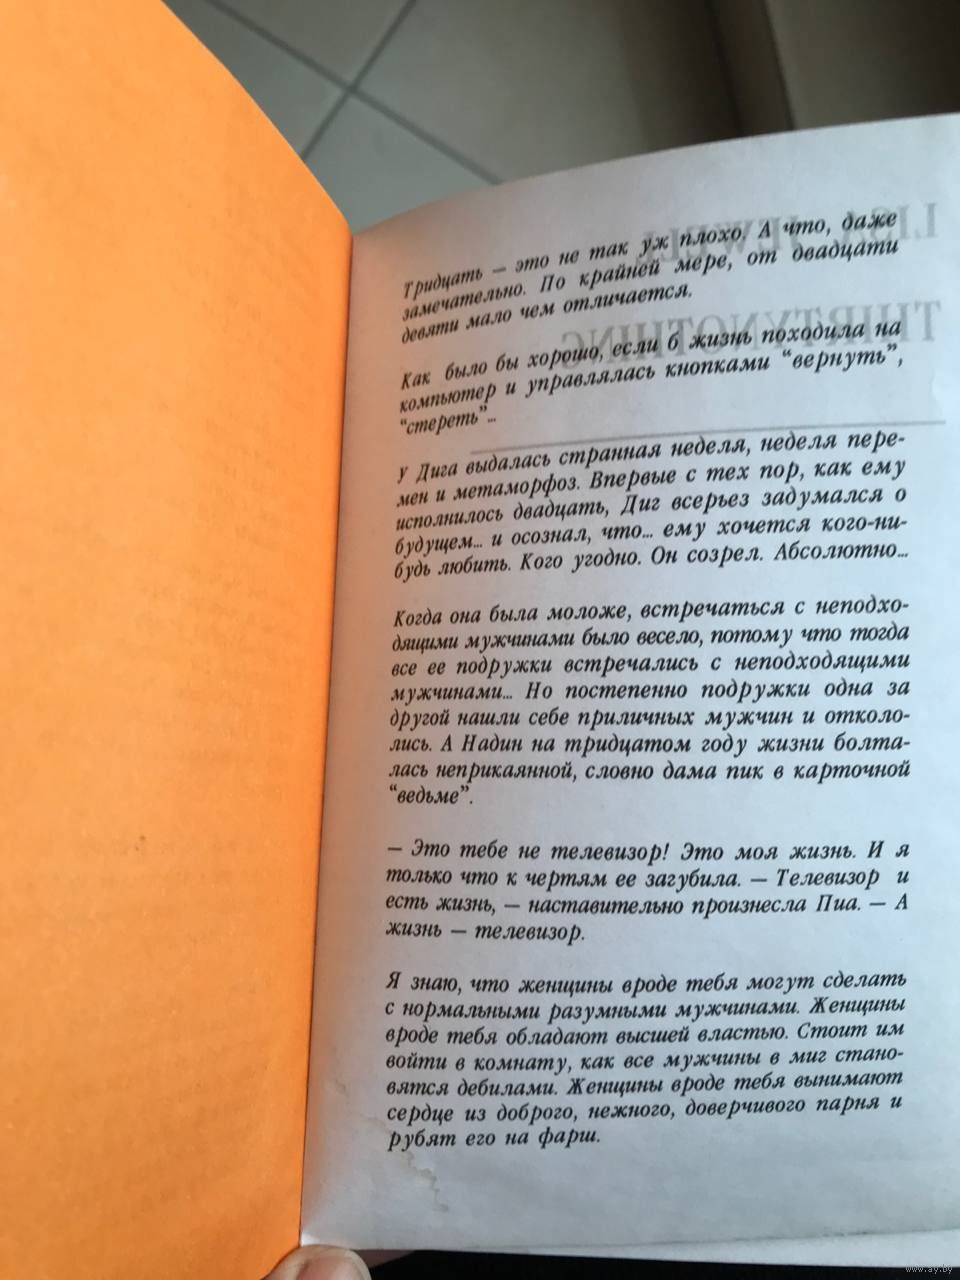 Тридцать — это не так уж плохо. А что, даже
замечательно. По крайней мере, от двадцати
девяти мало чем отличается.
Как было бы хорошо, если б жизнь походила на
компьютер и управлялась кнопками “вернуть”,
“стереть”...
У Дига выдалась странная неделя, неделя пере-
мен и метаморфоз. Впервые с тех пор, как ему
исполнилось двадцать, Диг всерьез задумался о
будущем... и осознал, что... ему хочется кого-ни-
будь любить. Кого угодно. Он созрел. Абсолютно...
Когда она была моложе, встречаться с неподхо-
дящими мужчинами было весело, потому что тогда
все ее подружки встречались с неподходящими
мужчинами... Но постепенно подружки одна за
другой нашли себе приличных мужчин и отколо-
лись. А Надин на тридцатом году жизни болта-
лась неприкаянной, словно дама пик в карточной
“ведьме”.
— Это тебе не телевизор! Это моя жизнь. И я
только что к чертям ее загубила. — Телевизор и
есть жизнь, — наставительно произнесла Пиа. — А
жизнь — телевизор.
Я знаю, что женщины вроде тебя могут сделать
с нормальными разумными мужчинами. Женщины
вроде тебя обладают высшей властью. Стоит им
войти в комнату, как все мужчины в миг стано-
вятся дебилами. Женщины вроде тебя вынимают
сердце из доброго, нежного, доверчивого парня и
рубят его на фарш.
LISA JEWELL
THIRTYNOTHING
www.ay.by